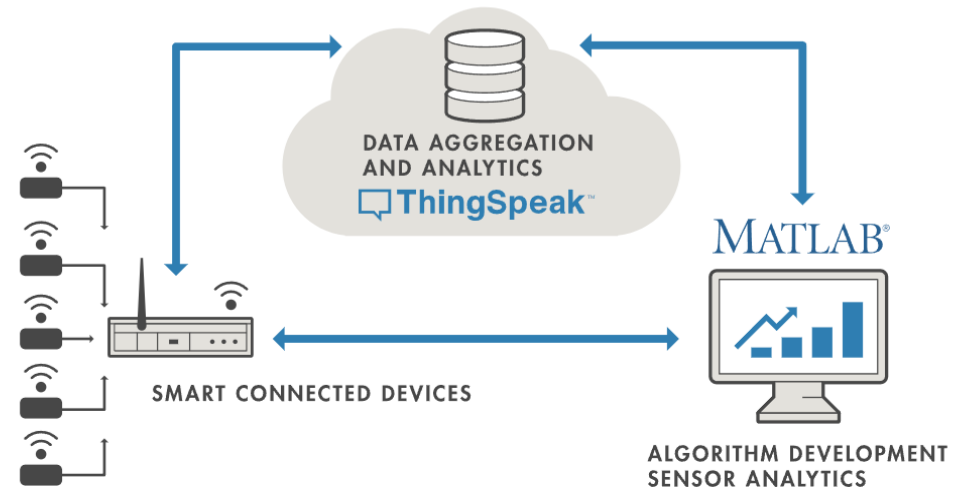 DATA AGGREGATION
AND ANALYTICS
ThingSpeak™
MATLAB®
SMART CONNECTED DEVICES
ALGORITHM DEVELOPMENT
SENSOR ANALYTICS